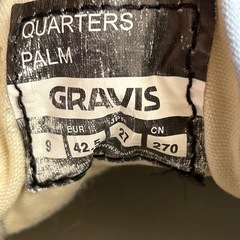 QUARTERS
PALM
GRAVIS
EUR CN
9 42.5 27 270